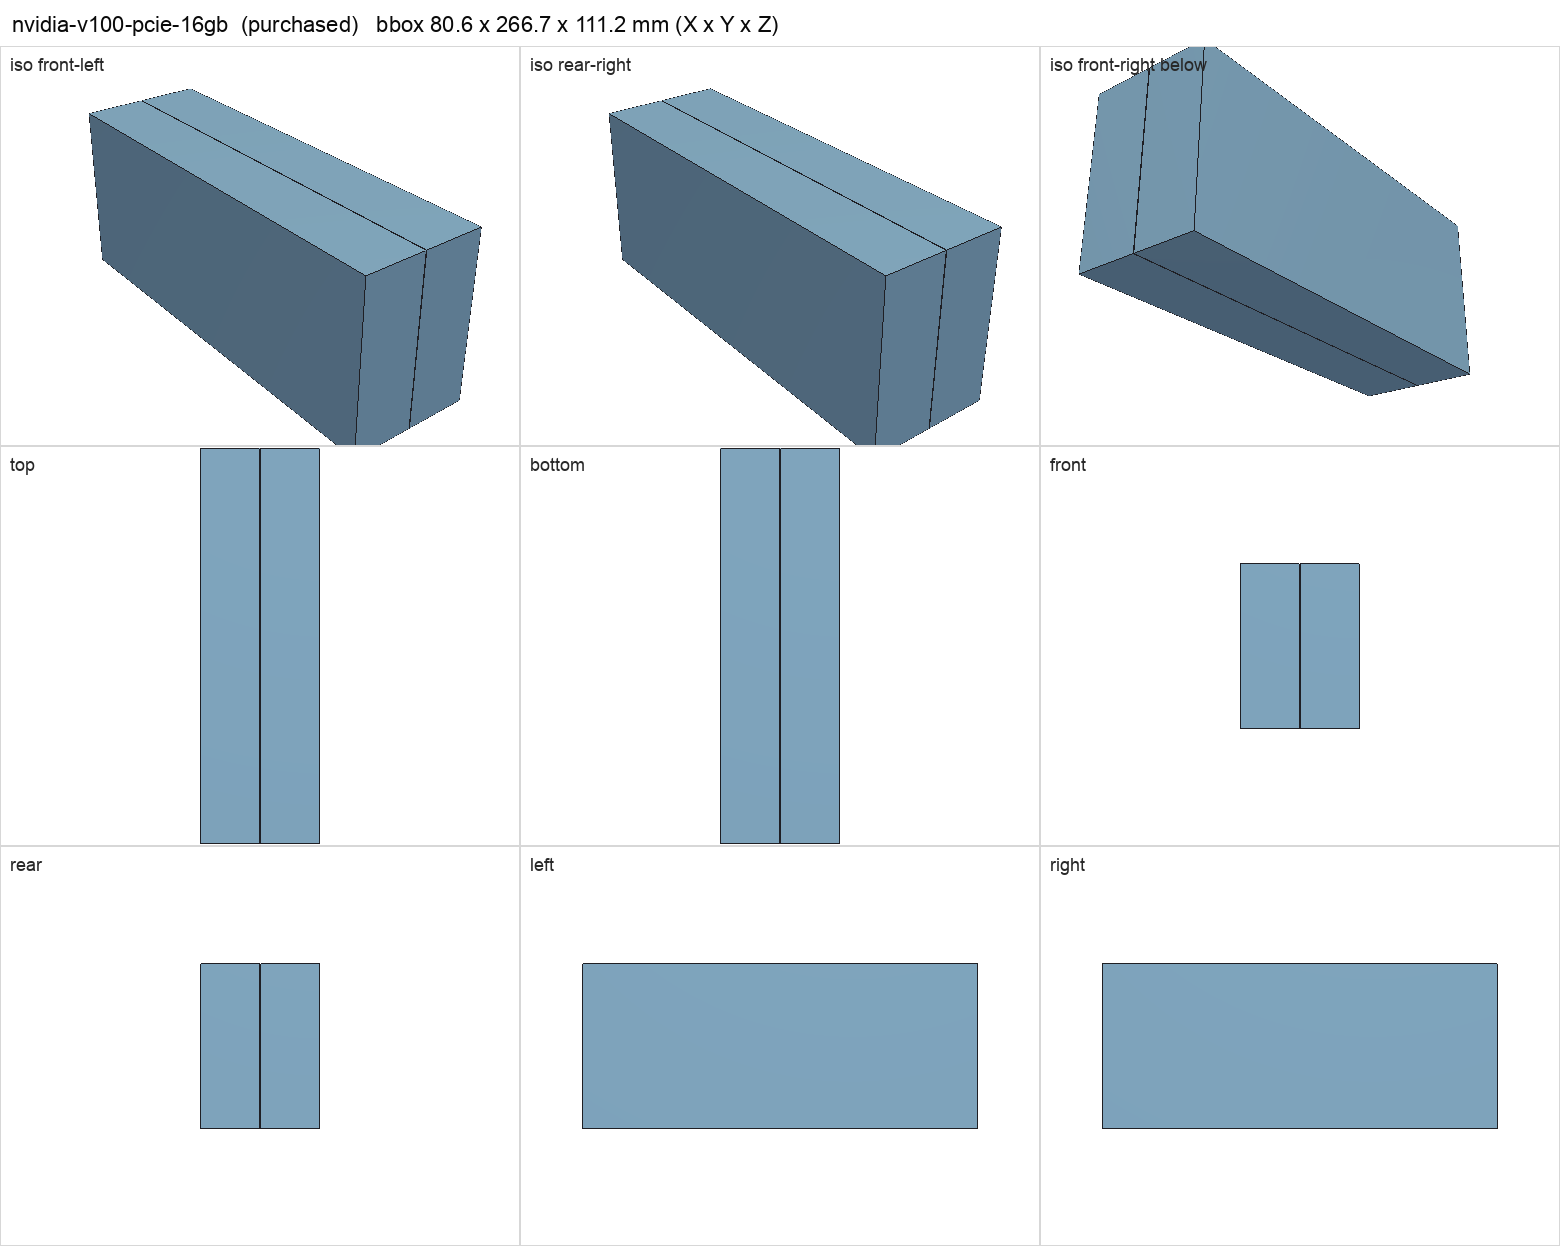 nvidia-v100-pcie-16gb (purchased) bbox 80.6 x 266.7 x 111.2 mm (X x Y x Z)
iso front-left
iso rear-right
iso front-right below
top
bottom
front
rear
left
right